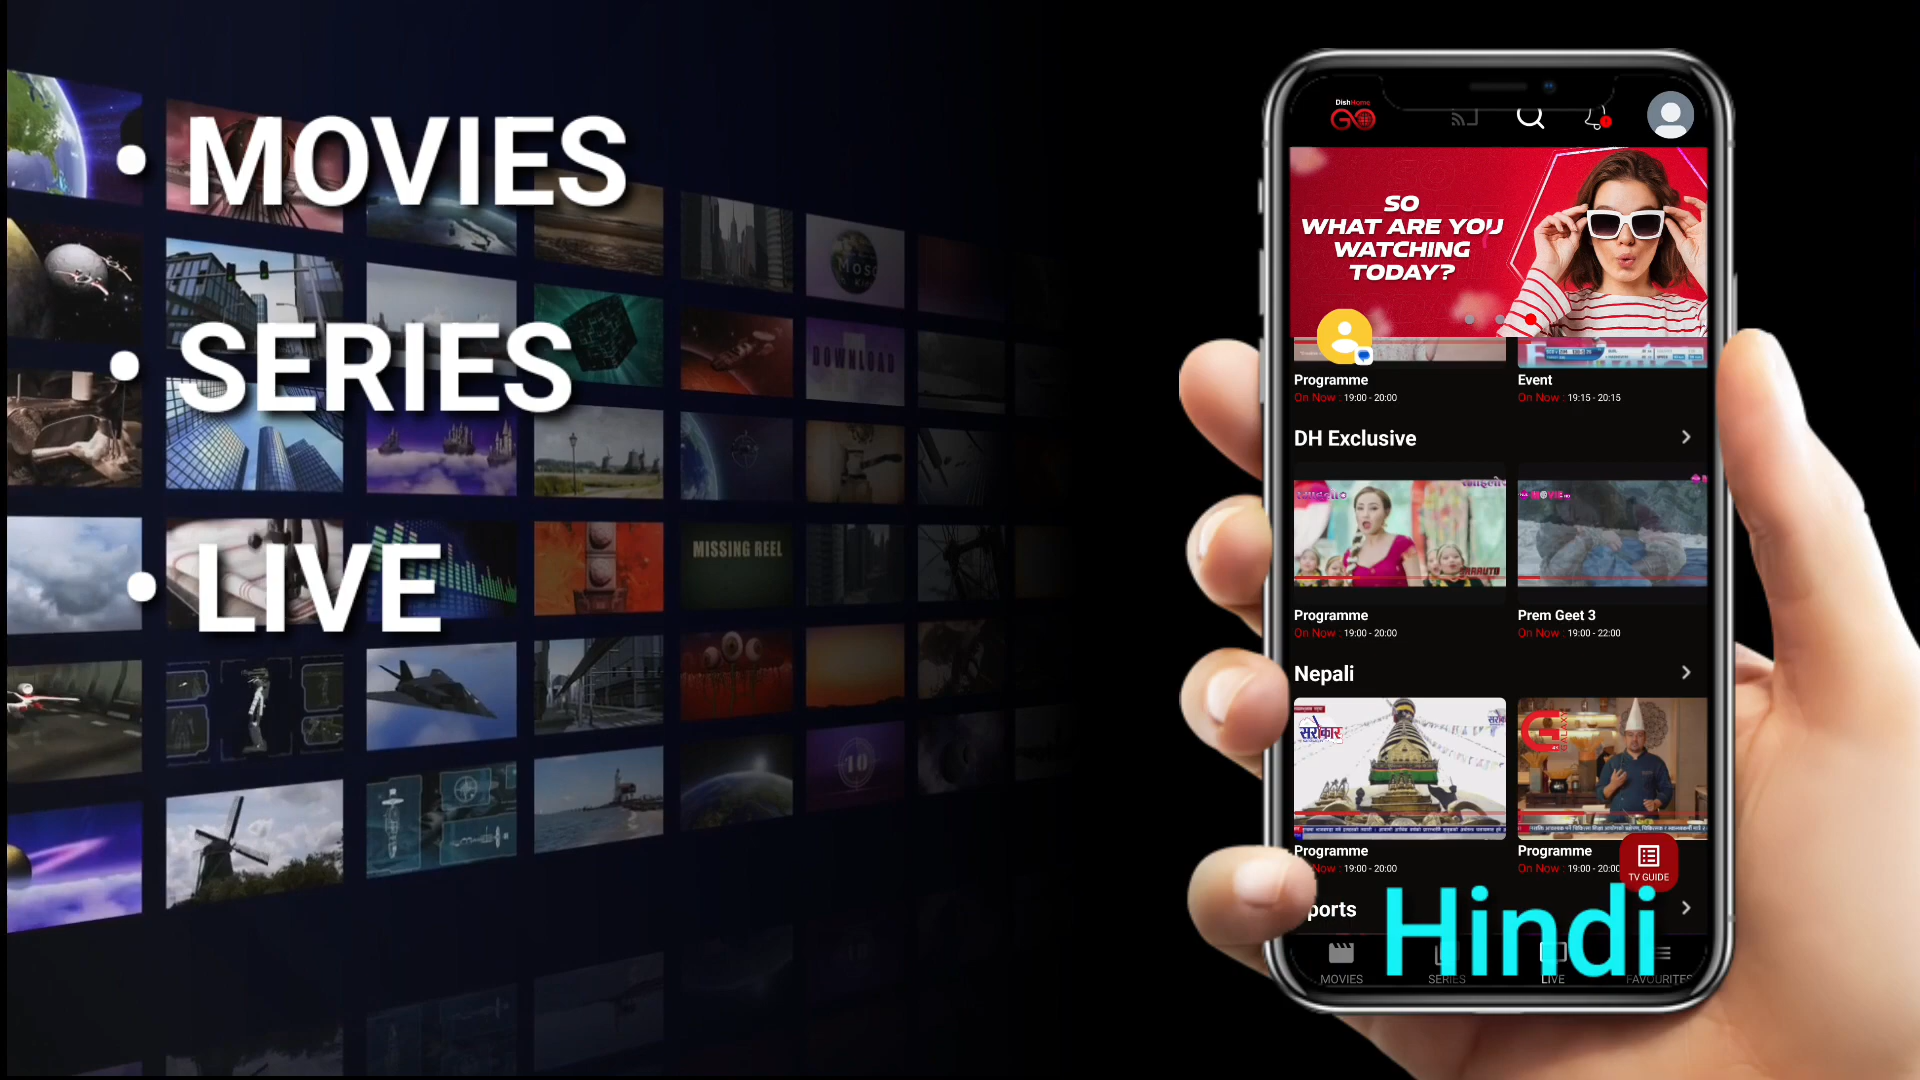 • MOVIES
• SERIES
• LIVE
DOWNLOAD
MISSING REEL
10
DishHome
GO
SO
WHAT ARE YOU
WATCHING
TODAY?
Programme
On Now : 19:00 - 20:00
Event
On Now : 19:15 - 20:15
DH Exclusive
Programme
On Now : 19:00 - 20:00
Prem Geet 3
On Now : 19:00 - 22:00
Nepali
सरोकार
Programme
Now : 19:00 - 20:00
Programme
On Now : 19:00 - 20:00
TV GUIDE
ports
Hindi
MOVIES
SERIES
LIVE
FAVOURITES